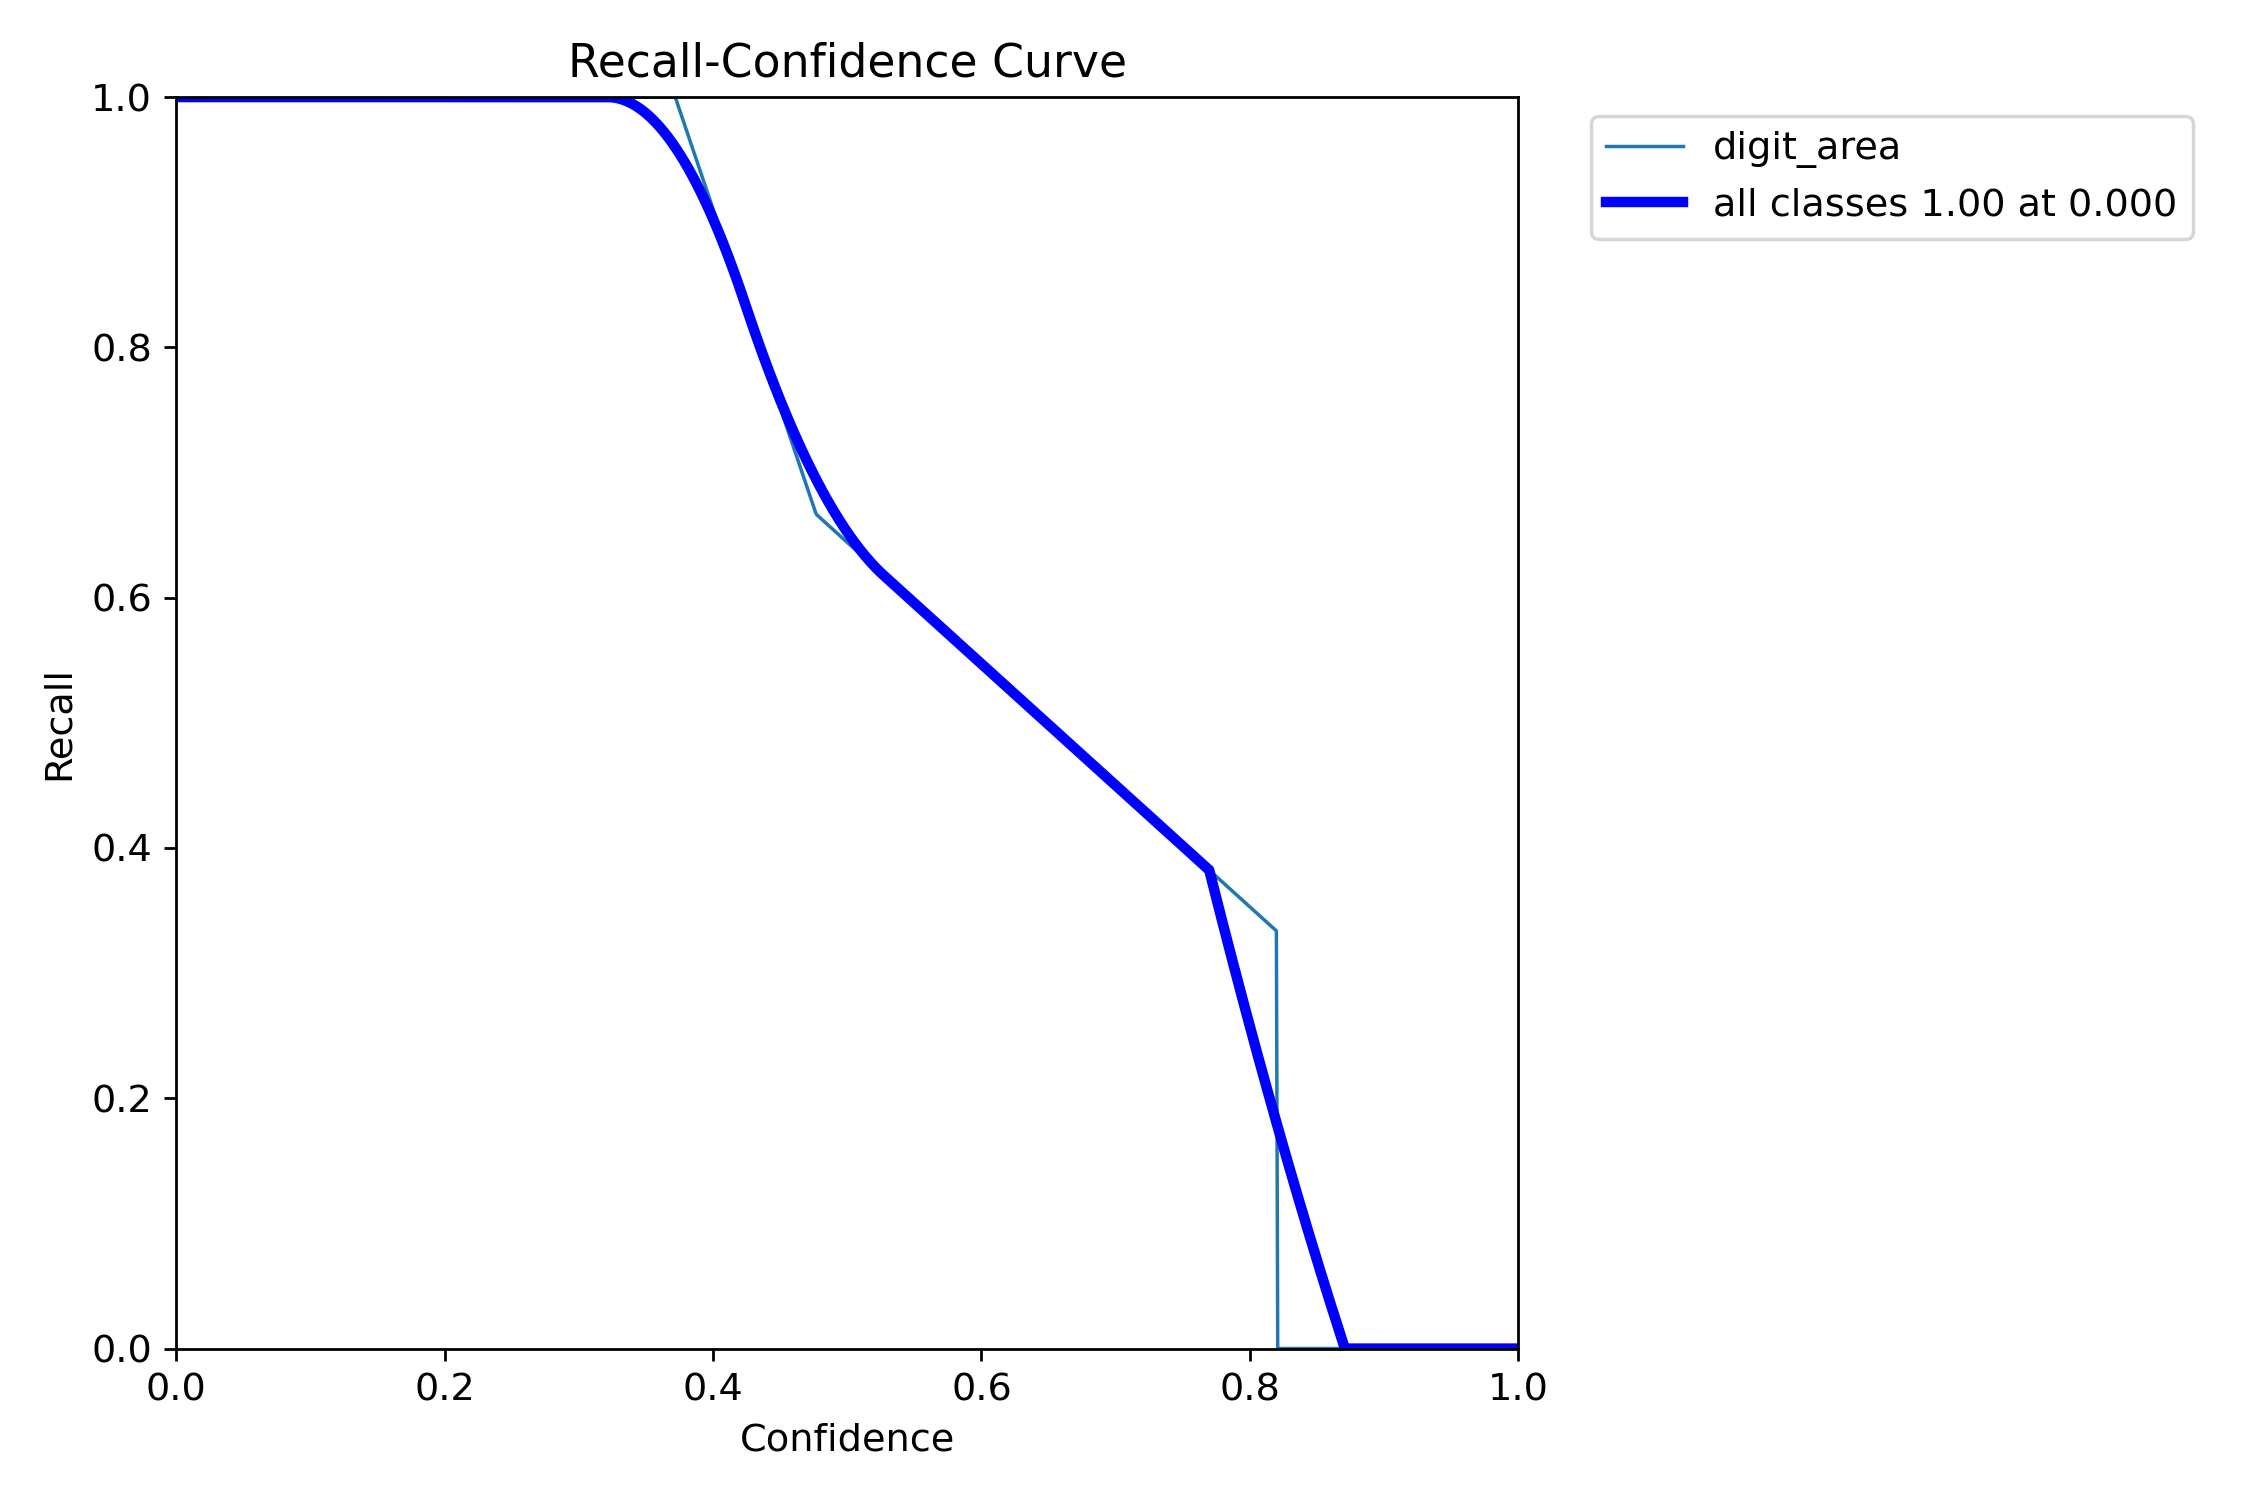 Recall-Confidence Curve
1.0
0.8
0.6
0.4
0.2
0.0
Recall
0.0 0.2 0.4 0.6 0.8 1.0
Confidence
digit_area
all classes 1.00 at 0.000